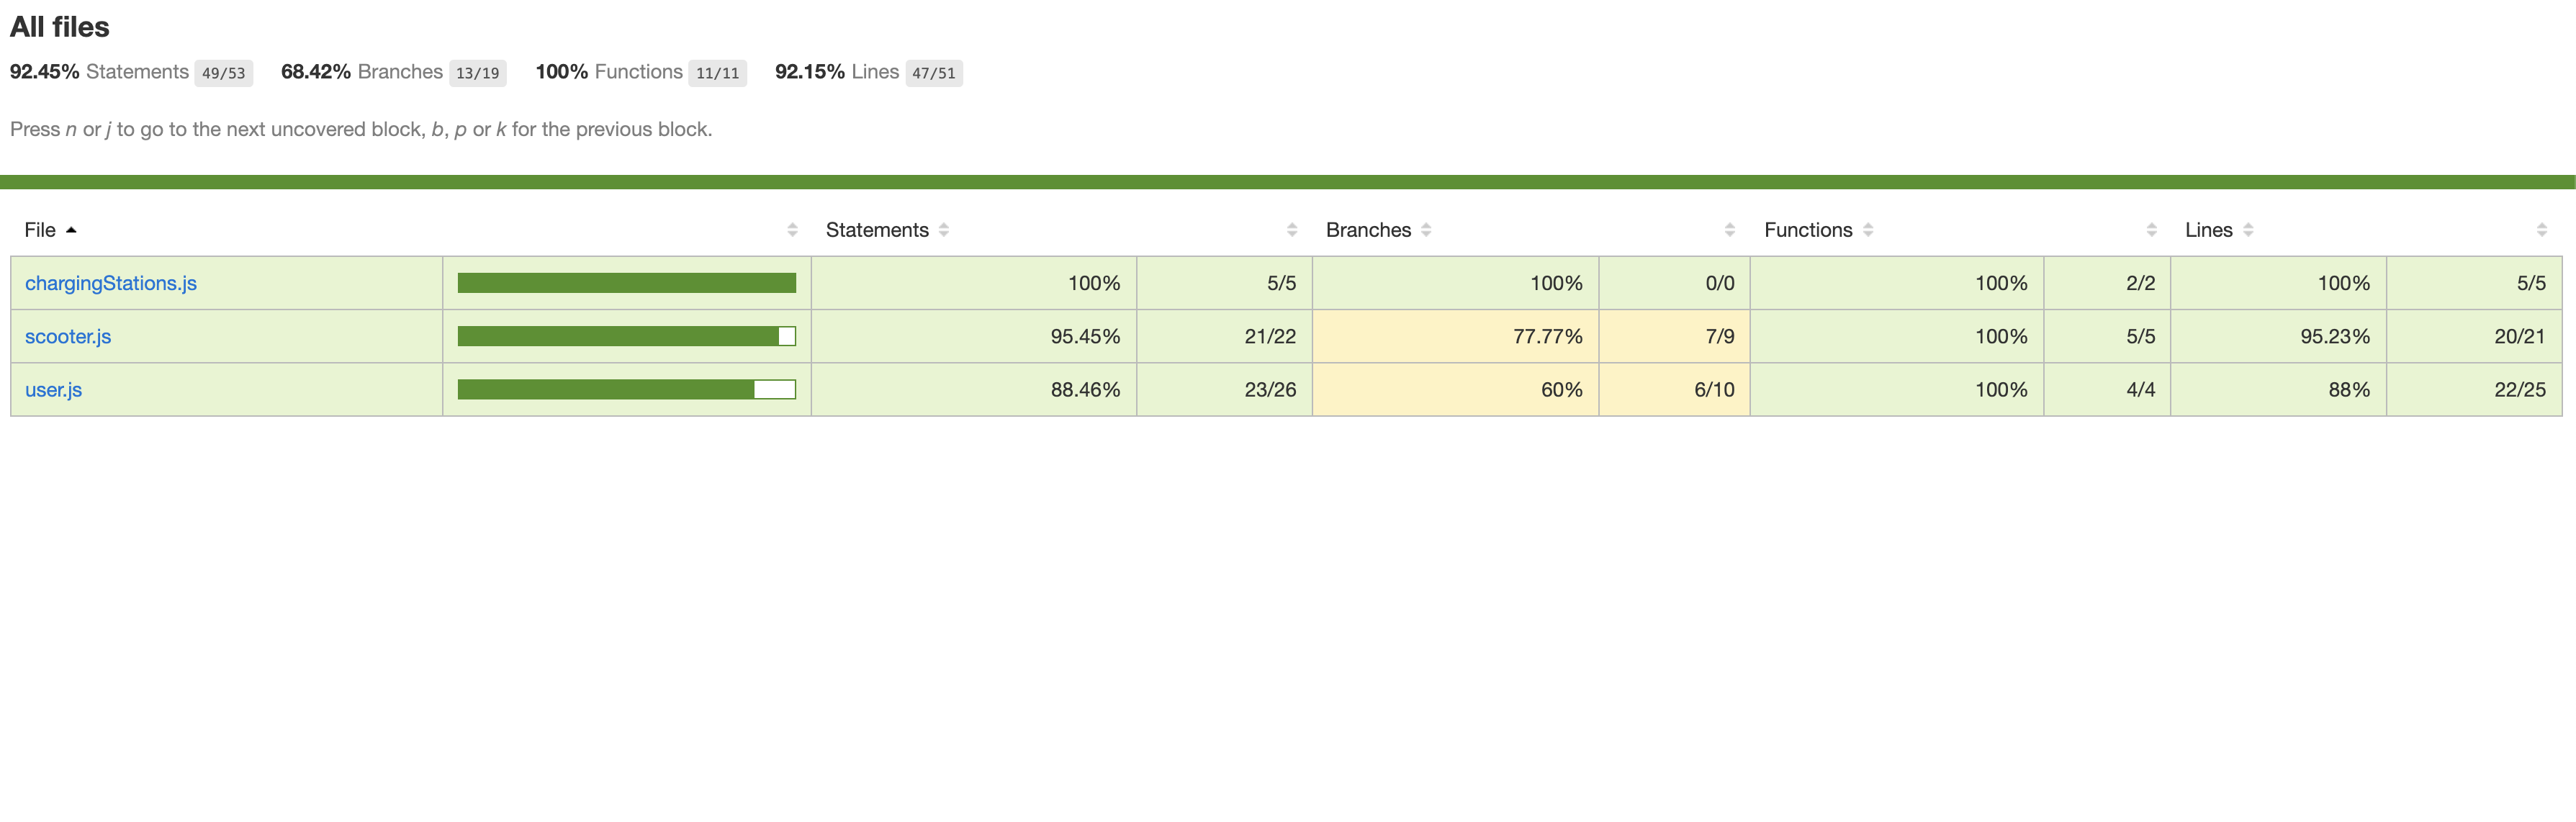 All files
92.45% Statements 49/53 68.42% Branches 13/19 100% Functions 11/11 92.15% Lines 47/51
Press n or j to go to the next uncovered block, b, p or k for the previous block.
File Statements Branches Functions Lines
chargingStations.js 100% 5/5 100% 0/0 100% 2/2 100% 5/5
scooter.js 95.45% 21/22 77.77% 7/9 100% 5/5 95.23% 20/21
user.js 88.46% 23/26 60% 6/10 100% 4/4 88% 22/25